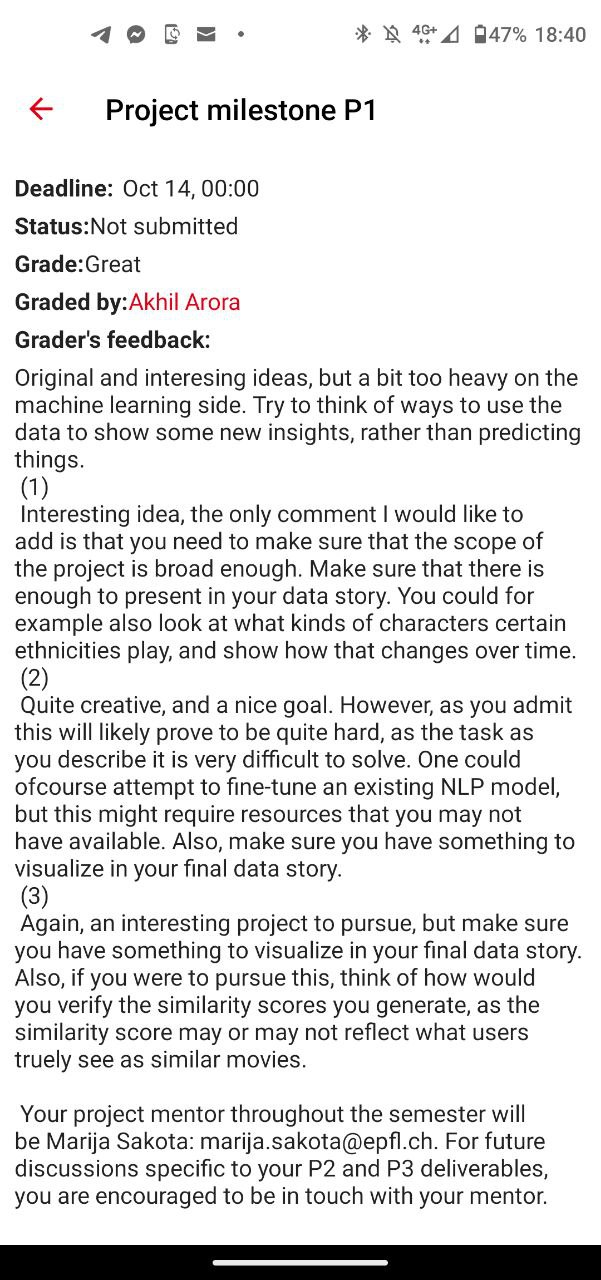 4G+ 47% 18:40
Project milestone P1
Deadline: Oct 14, 00:00
Status:Not submitted
Grade:Great
Graded by:Akhil Arora
Grader's feedback:
Original and interesing ideas, but a bit too heavy on the
machine learning side. Try to think of ways to use the
data to show some new insights, rather than predicting
things.
(1)
Interesting idea, the only comment I would like to
add is that you need to make sure that the scope of
the project is broad enough. Make sure that there is
enough to present in your data story. You could for
example also look at what kinds of characters certain
ethnicities play, and show how that changes over time.
(2)
Quite creative, and a nice goal. However, as you admit
this will likely prove to be quite hard, as the task as
you describe it is very difficult to solve. One could
ofcourse attempt to fine-tune an existing NLP model,
but this might require resources that you may not
have available. Also, make sure you have something to
visualize in your final data story.
(3)
Again, an interesting project to pursue, but make sure
you have something to visualize in your final data story.
Also, if you were to pursue this, think of how would
you verify the similarity scores you generate, as the
similarity score may or may not reflect what users
truely see as similar movies.
Your project mentor throughout the semester will
be Marija Sakota: marija.sakota@epfl.ch. For future
discussions specific to your P2 and P3 deliverables,
you are encouraged to be in touch with your mentor.